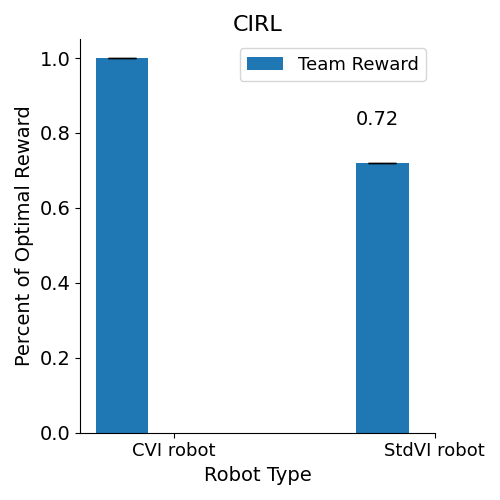 CIRL
Team Reward
Percent of Optimal Reward
1.0
0.8
0.6
0.4
0.2
0.0
0.72
CVI robot
StdVI robot
Robot Type